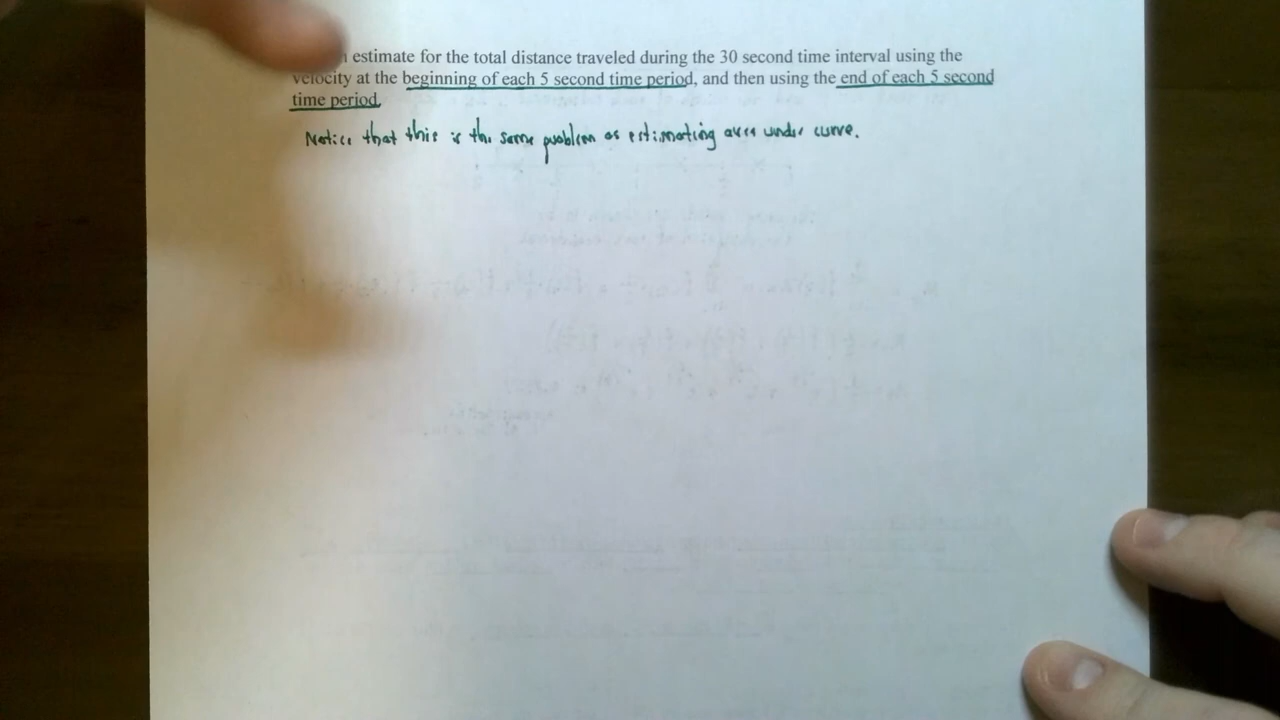 estimate for the total distance traveled during the 30 second time interval using the
velocity at the beginning of each 5 second time period, and then using the end of each 5 second
time period.
Notice that this is the same problem as estimating area under curve.